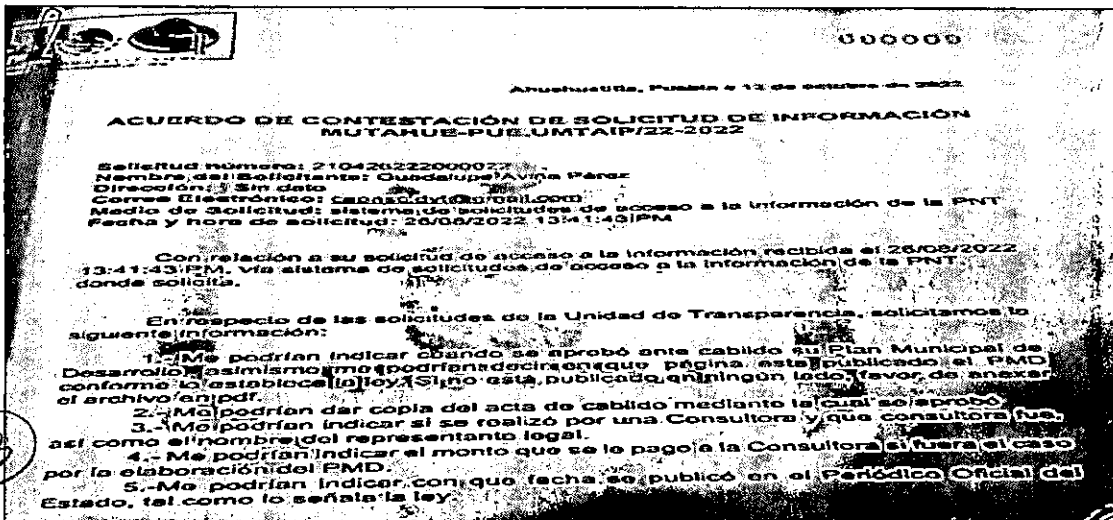 000000
Ahuehuetitla, Puebla a 12 de octubre de 2022
ACUERDO DE CONTESTACIÓN DE SOLICITUD DE INFORMACIÓN
MUTAHUE-PUE.UMTAIP/22-2022
Solicitud número: 210426222000022
Nombre del Solicitante: Guadalupe Aviña Pérez
Dirección: Sin dato
Correo Electrónico:
Medio de Solicitud: sistema de solicitudes de acceso a la información de la PNT
Fecha y hora de solicitud: 26/08/2022 13:41:43 PM
Con relación a su solicitud de acceso a la información recibida el 26/08/2022
13:41:43 PM, vía sistema de solicitudes de acceso a la información de la PNT,
donde solicita.
En respecto de las solicitudes de la Unidad de Transparencia, solicitamos lo
siguiente información:
1.- Me podrían indicar cuando se aprobó ante cabildo su Plan Municipal de
Desarrollo, asimismo me podrían decir en que página esta publicado el PMD
conforme lo establece la ley. Si no esta publicado en ningún lado, favor de anexar
el archivo en pdf.
2.- Me podrían dar copia del acta de cabildo mediante la cual se aprobó.
3.- Me podrían indicar si se realizó por una Consultora y que consultora fue,
así como el nombre del representante legal.
4.- Me podrían indicar el monto que se le pago a la Consultora si fuera el caso
por la elaboración del PMD.
5.-Me podrían indicar con que fecha se publicó en el Periódico Oficial del
Estado, tal como lo señala la ley.